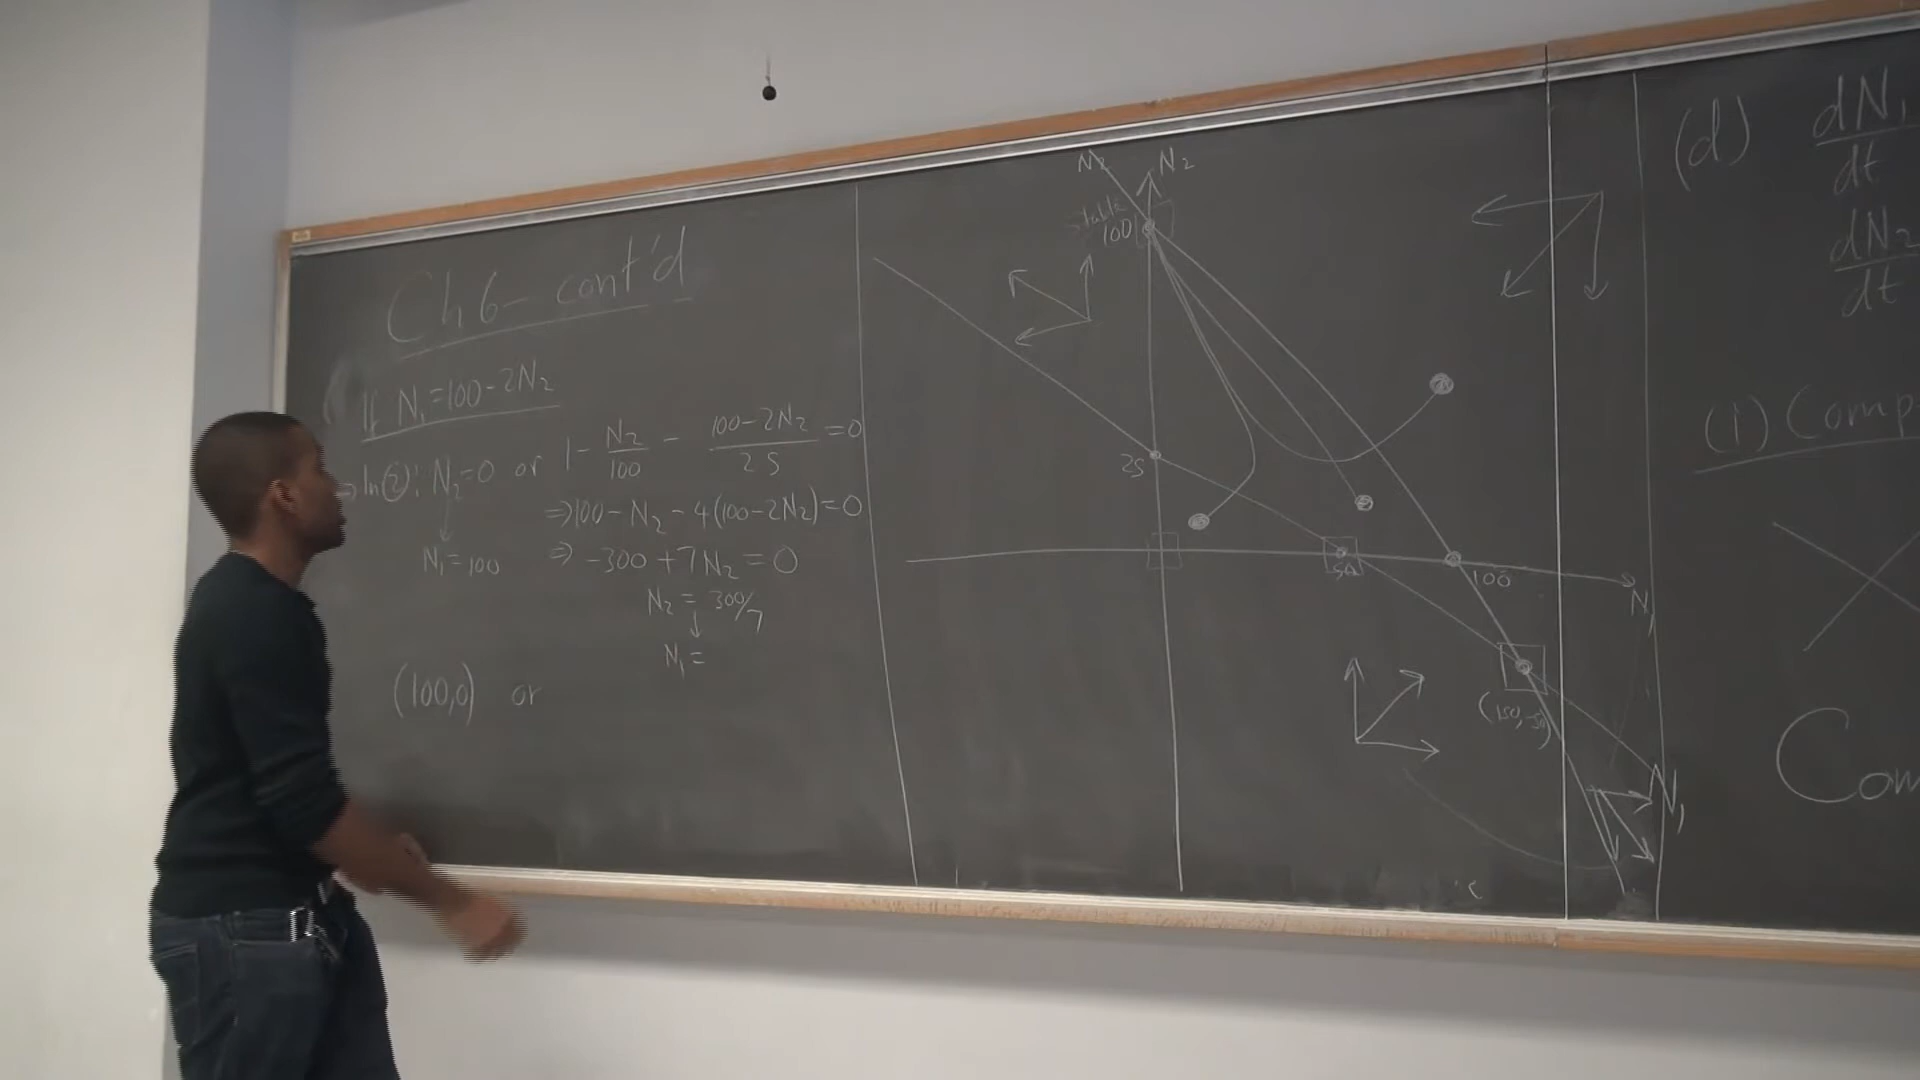 Ch 6 - cont'd
If N₁=100-2N₂
⇒ In ②: N₂=0 or 1 - N₂/100 - (100-2N₂)/25 =0
↓
N₁=100
⇒100-N₂-4(100-2N₂)=0
⇒ -300+7N₂=0
N₂ = 300/7
↓
N₁ =
(100,0) or
N₂
N₂
stable
100
25
50
100
N₁
(150,-50)
N₁
(d) dN₁/dt
dN₂/dt
(i) Comp
Com